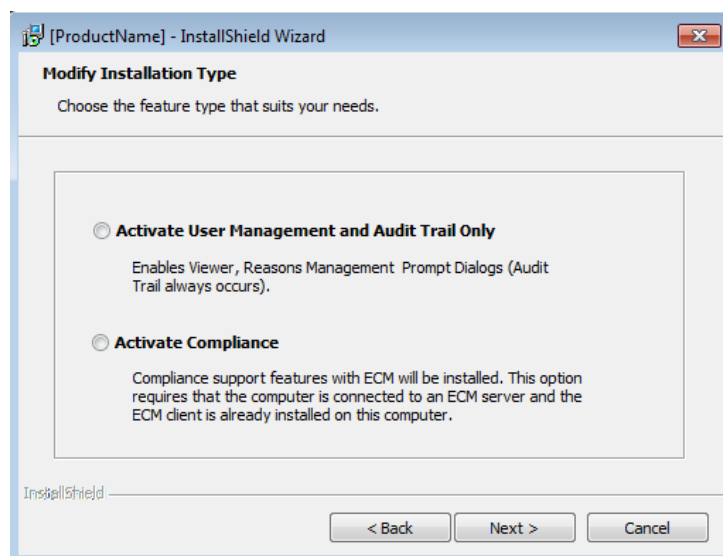 [ProductName] - InstallShield Wizard
Modify Installation Type
Choose the feature type that suits your needs.
Activate User Management and Audit Trail Only
Enables Viewer, Reasons Management Prompt Dialogs (Audit
Trail always occurs).
Activate Compliance
Compliance support features with ECM will be installed. This option
requires that the computer is connected to an ECM server and the
ECM client is already installed on this computer.
InstallShield
< Back Next > Cancel